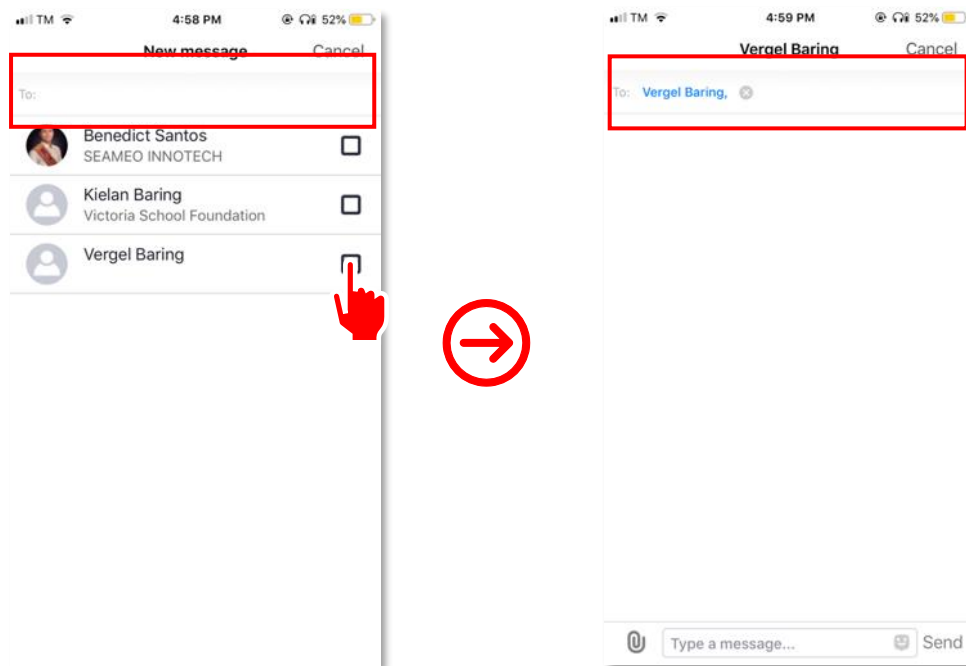 TM 4:58 PM 52%
New message Cancel
To:
Benedict Santos
SEAMEO INNOTECH
Kielan Baring
Victoria School Foundation
Vergel Baring
TM 4:59 PM 52%
Vergel Baring Cancel
To: Vergel Baring,
Type a message... Send